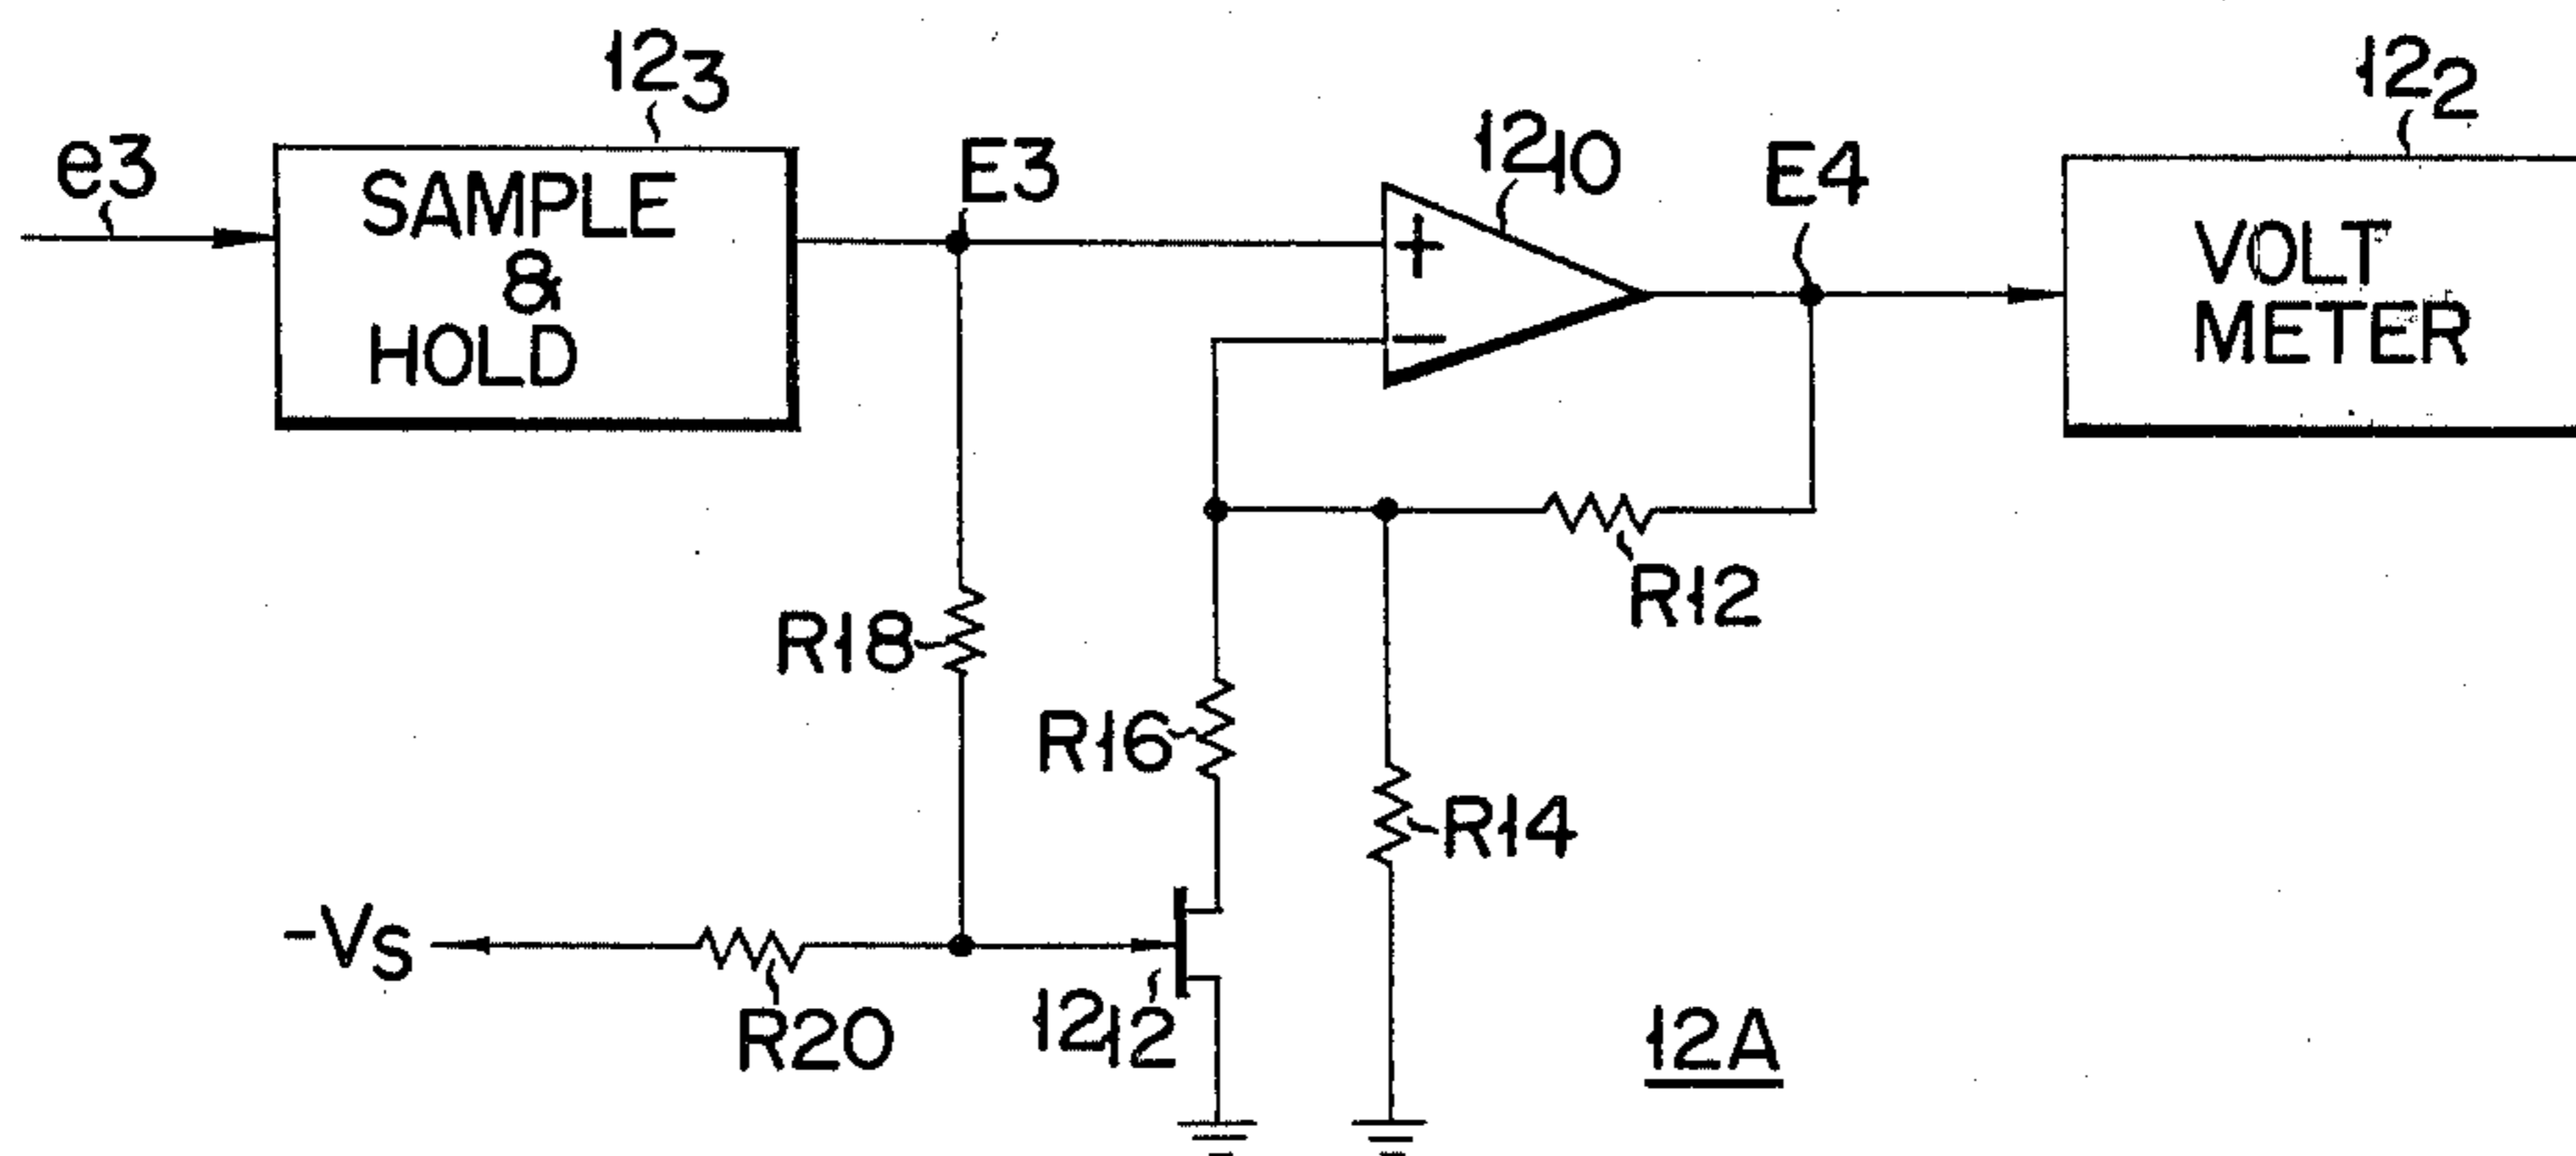 e3
12₃
SAMPLE
&
HOLD
E3
12₁₀
+
−
E4
12₂
VOLT
METER
R12
R18
R16
R14
-Vs
R20
12₁₂
12A